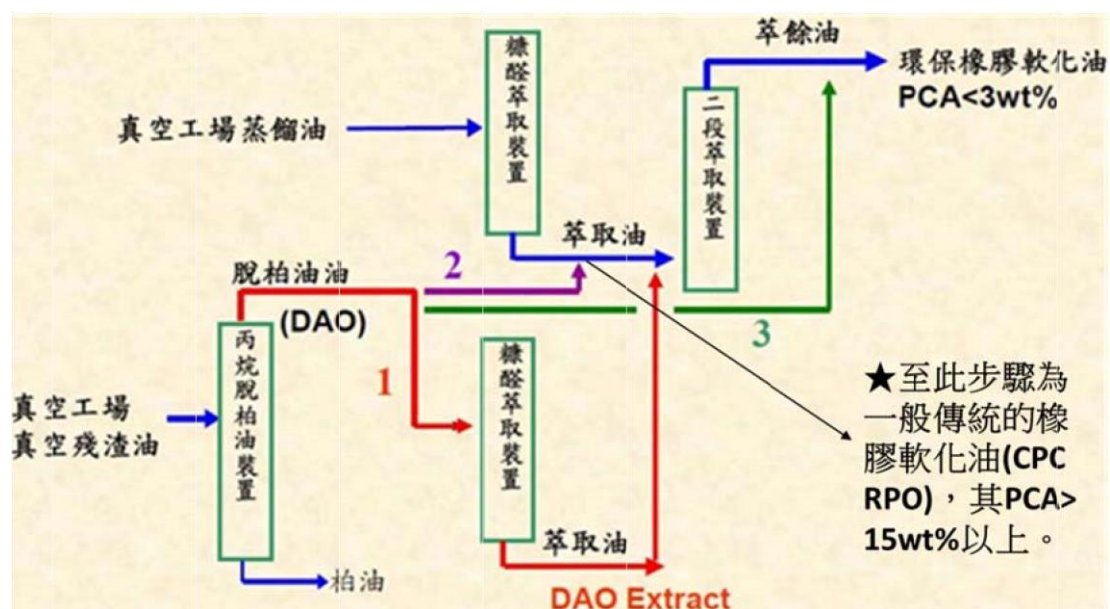 萃餘油
環保橡膠軟化油
PCA<3wt%
糠醛萃取裝置
二段萃取裝置
真空工場蒸餾油
萃取油
脫柏油油
(DAO)
2
1
3
丙烷脫柏油裝置
糠醛萃取裝置
真空工場
真空殘渣油
★至此步驟為
一般傳統的橡
膠軟化油(CPC
RPO)，其PCA>
15wt%以上。
萃取油
柏油
DAO Extract